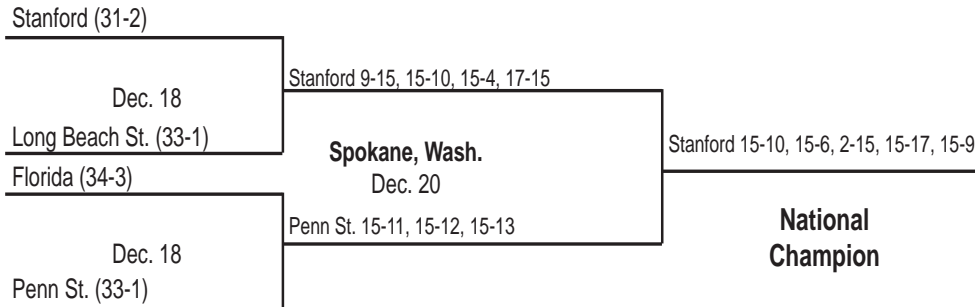 Stanford (31-2)
Dec. 18
Long Beach St. (33-1)
Florida (34-3)
Dec. 18
Penn St. (33-1)
Stanford 9-15, 15-10, 15-4, 17-15
Spokane, Wash.
Dec. 20
Penn St. 15-11, 15-12, 15-13
Stanford 15-10, 15-6, 2-15, 15-17, 15-9
National
Champion